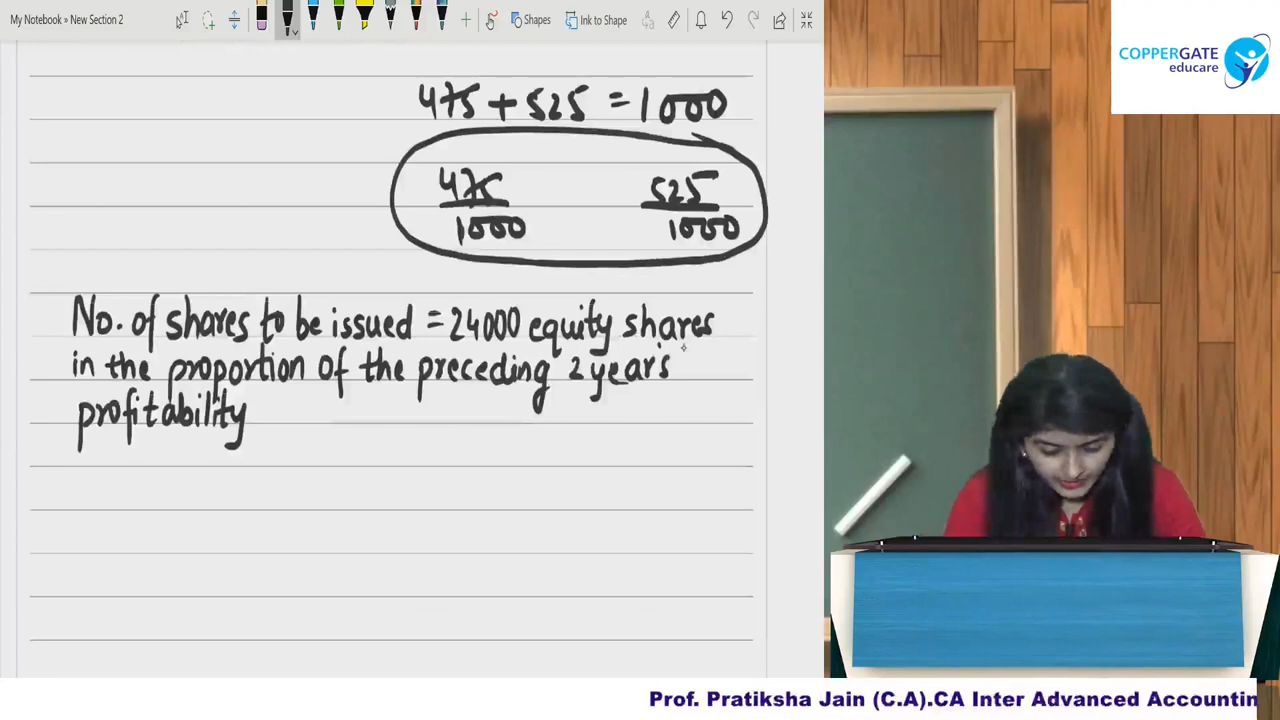 My Notebook » New Section 2
Shapes
Ink to Shape
COPPERGATE
educare
475 + 525 = 1000
475
1000
525
1000
No. of shares to be issued = 24000 equity shares
in the proportion of the preceding 2 year's
profitability
Prof. Pratiksha Jain (C.A).CA Inter Advanced Accountin